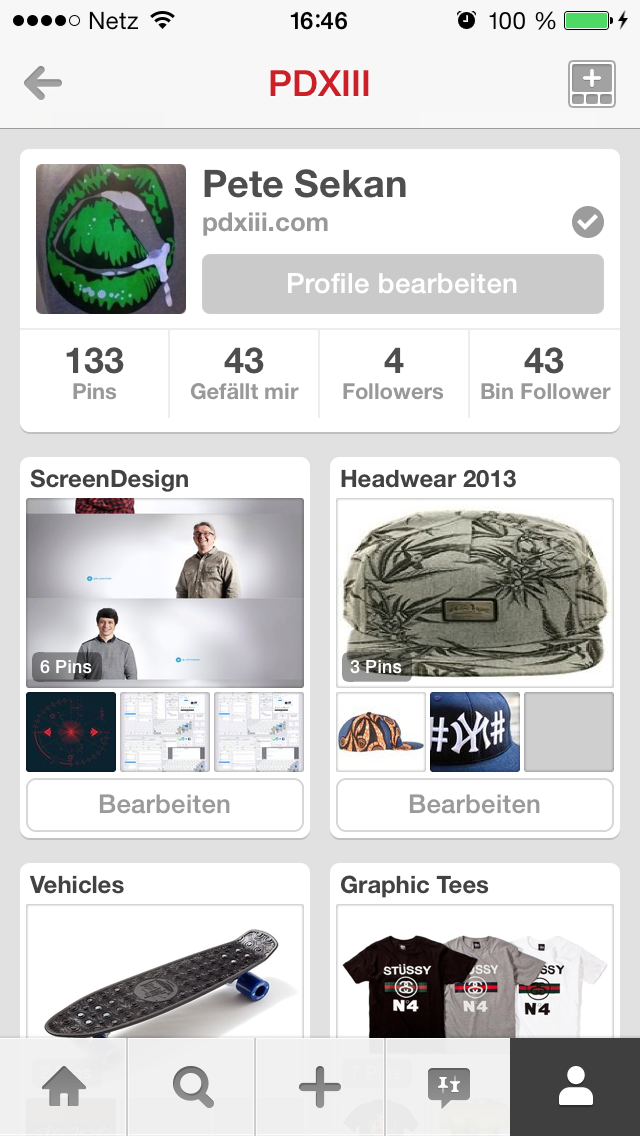 Netz 16:46 100 %
PDXIII
Pete Sekan
pdxiii.com
Profile bearbeiten
133 43 4 43
Pins Gefällt mir Followers Bin Follower
ScreenDesign Headwear 2013
6 Pins 3 Pins
#NY#
Bearbeiten Bearbeiten
Vehicles Graphic Tees
STÜSSY SSY STÜSSY
N4 N4 N4